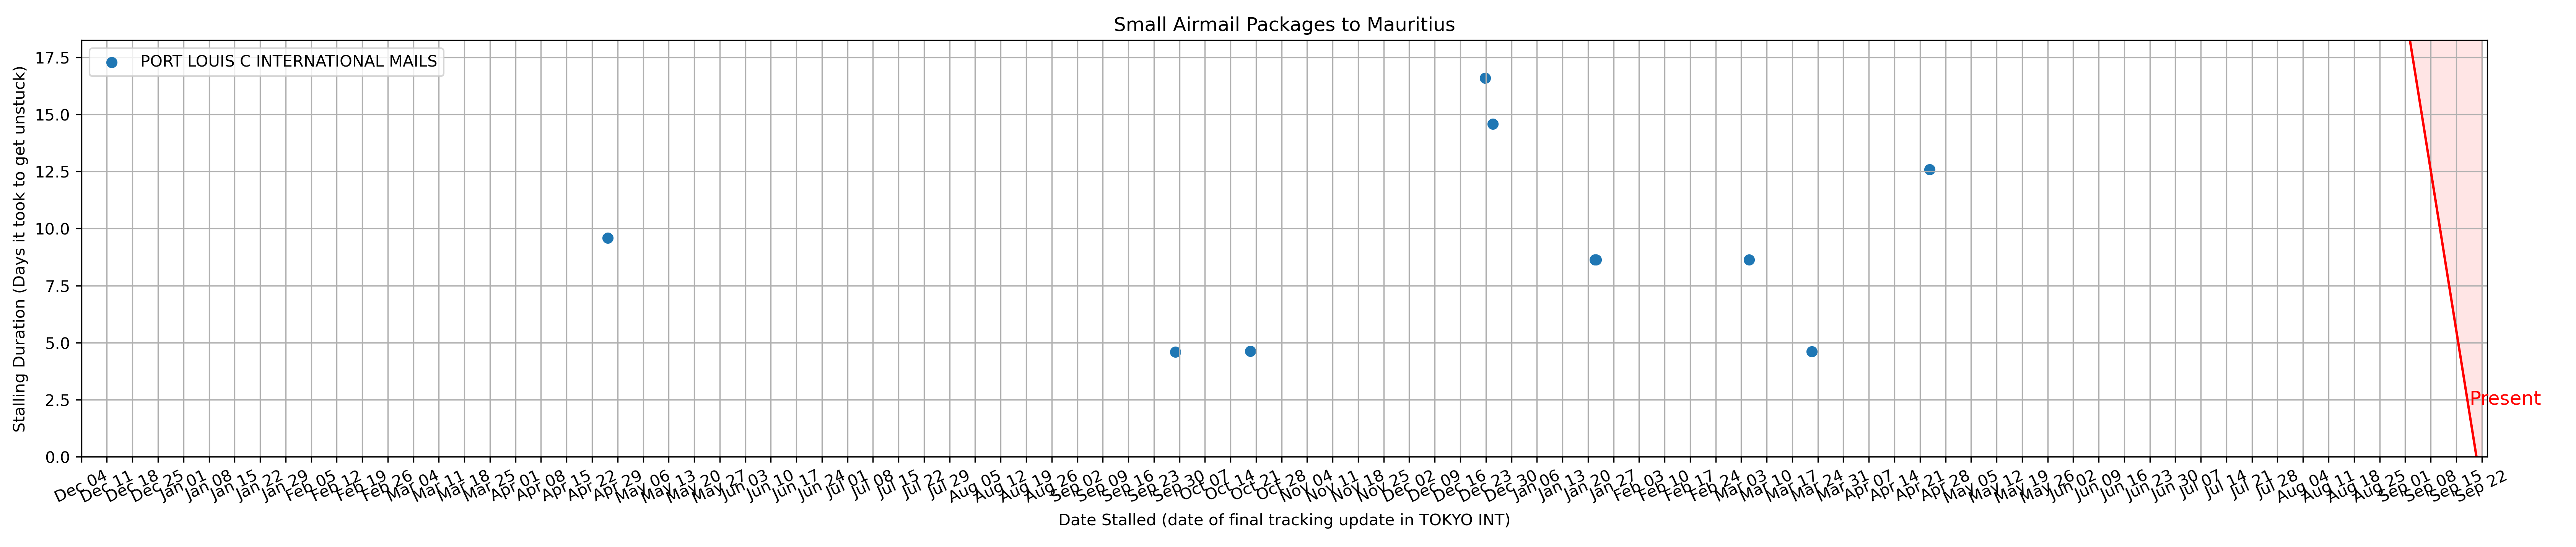 Small Airmail Packages to Mauritius
PORT LOUIS C INTERNATIONAL MAILS
Stalling Duration (Days it took to get unstuck)
17.5
15.0
12.5
10.0
7.5
5.0
2.5
0.0
Present
Dec 04
Dec 11
Dec 18
Dec 25
Jan 01
Jan 08
Jan 15
Jan 22
Jan 29
Feb 05
Feb 12
Feb 19
Feb 26
Mar 04
Mar 11
Mar 18
Mar 25
Apr 01
Apr 08
Apr 15
Apr 22
Apr 29
May 06
May 13
May 20
May 27
Jun 03
Jun 10
Jun 17
Jun 24
Jul 01
Jul 08
Jul 15
Jul 22
Jul 29
Aug 05
Aug 12
Aug 19
Aug 26
Sep 02
Sep 09
Sep 16
Sep 23
Sep 30
Oct 07
Oct 14
Oct 21
Oct 28
Nov 04
Nov 11
Nov 18
Nov 25
Dec 02
Dec 09
Dec 16
Dec 23
Dec 30
Jan 06
Jan 13
Jan 20
Jan 27
Feb 03
Feb 10
Feb 17
Feb 24
Mar 03
Mar 10
Mar 17
Mar 24
Mar 31
Apr 07
Apr 14
Apr 21
Apr 28
May 05
May 12
May 19
May 26
Jun 02
Jun 09
Jun 16
Jun 23
Jun 30
Jul 07
Jul 14
Jul 21
Jul 28
Aug 04
Aug 11
Aug 18
Aug 25
Sep 01
Sep 08
Sep 15
Sep 22
Date Stalled (date of final tracking update in TOKYO INT)